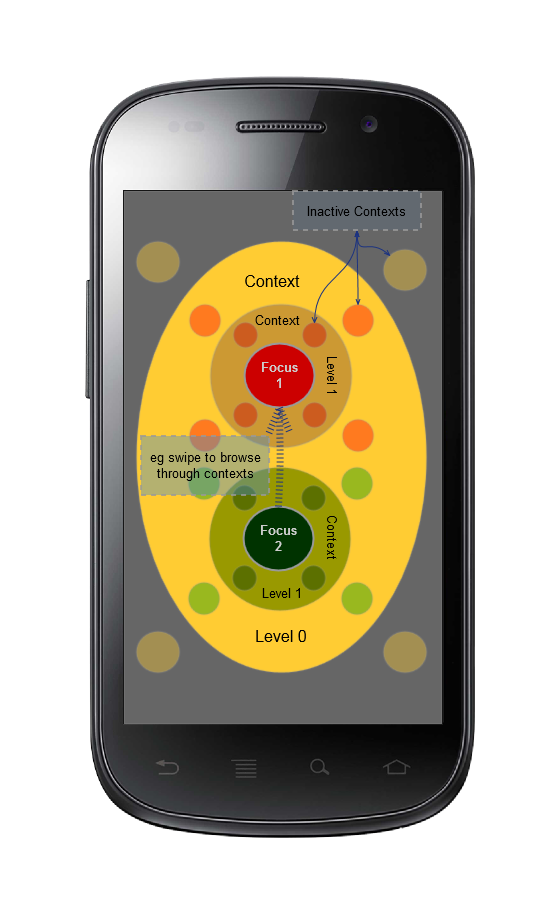 Inactive Contexts
Context
Context
Focus
1
Level 1
eg swipe to browse
through contexts
Focus
2
Context
Level 1
Level 0